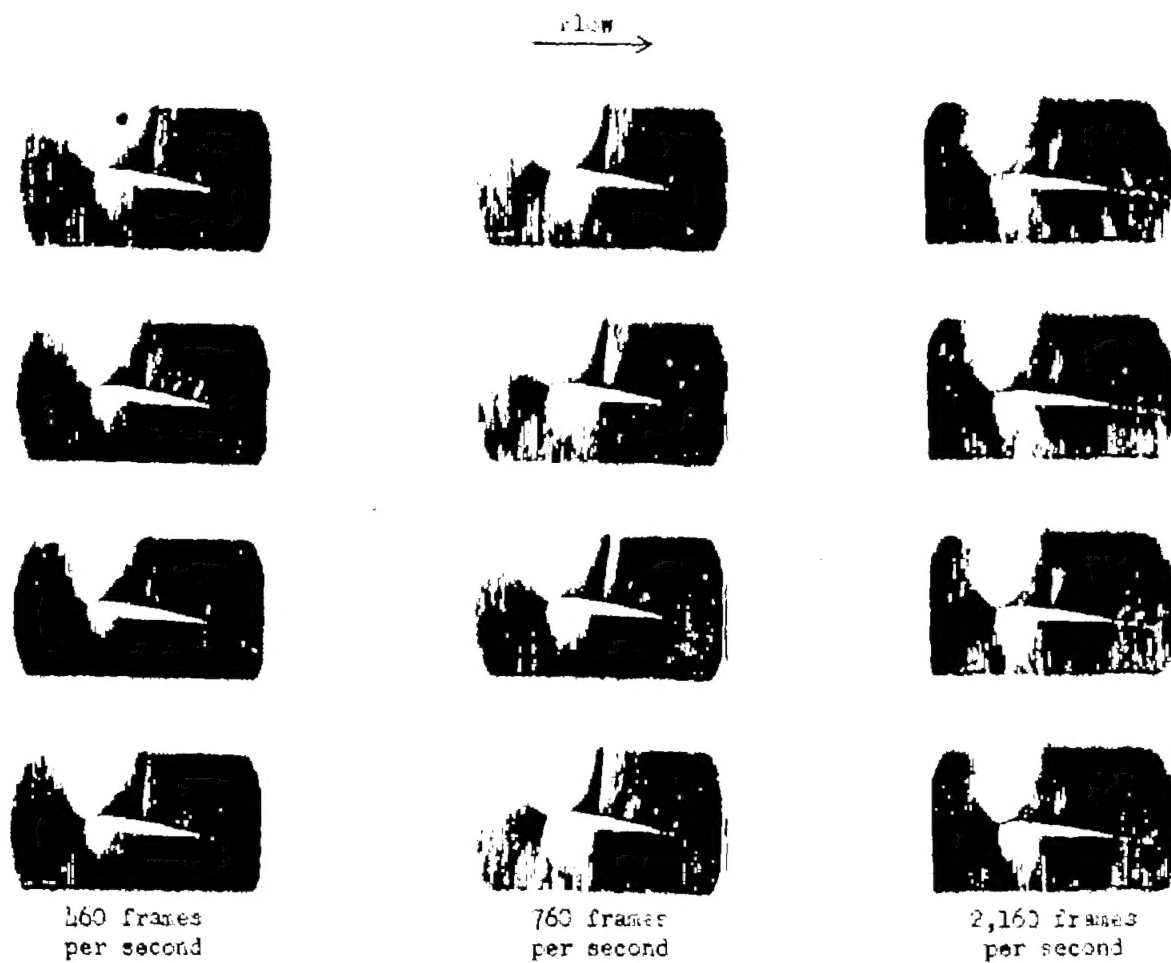 Flow
460 frames
per second
760 frames
per second
2,160 frames
per second